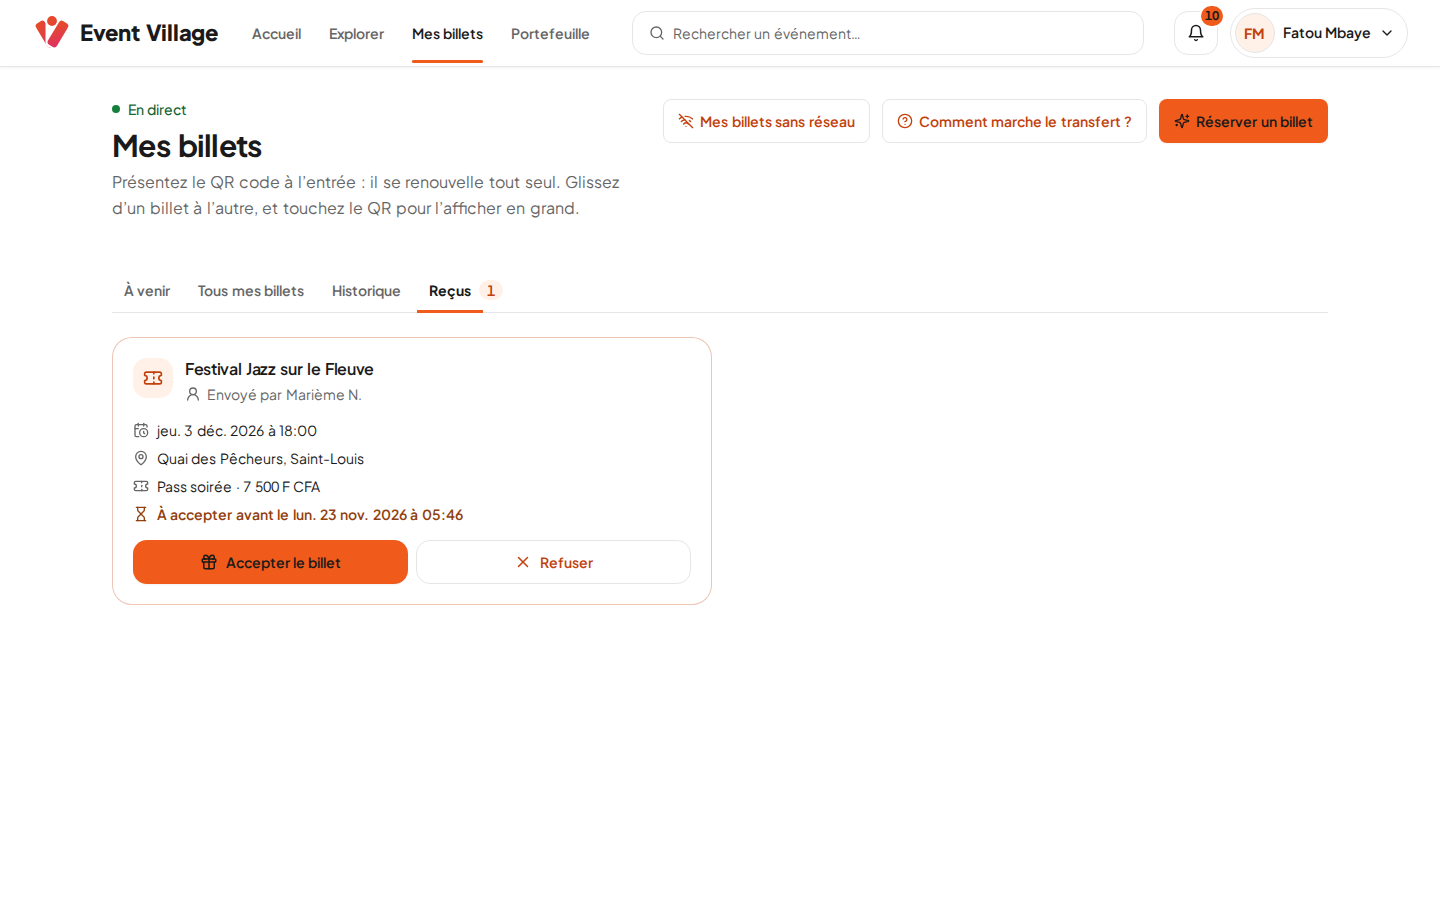 Event Village
Accueil
Explorer
Mes billets
Portefeuille
Rechercher un événement…
10
FM
Fatou Mbaye
En direct
Mes billets
Présentez le QR code à l’entrée : il se renouvelle tout seul. Glissez
d’un billet à l’autre, et touchez le QR pour l’afficher en grand.
Mes billets sans réseau
Comment marche le transfert ?
Réserver un billet
À venir
Tous mes billets
Historique
Reçus 1
Festival Jazz sur le Fleuve
Envoyé par Marième N.
jeu. 3 déc. 2026 à 18:00
Quai des Pêcheurs, Saint-Louis
Pass soirée · 7 500 F CFA
À accepter avant le lun. 23 nov. 2026 à 05:46
Accepter le billet
Refuser